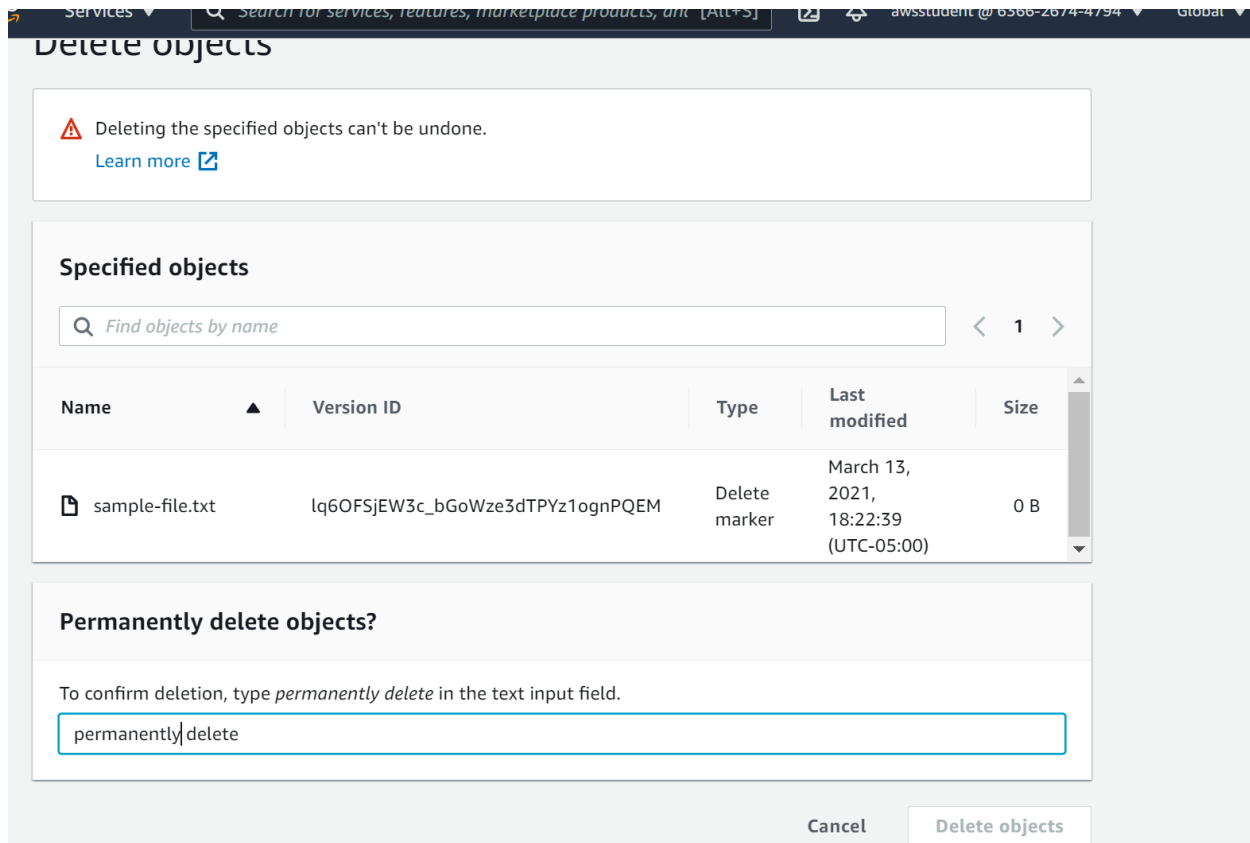 Services
Search for services, features, marketplace products, and [Alt+S]
awsstudent @ 6366-2674-4794
Global
Delete objects
Deleting the specified objects can't be undone.
Learn more
Specified objects
Find objects by name
1
Name
Version ID
Type
Last
modified
Size
sample-file.txt
lq6OFSjEW3c_bGoWze3dTPYz1ognPQEM
Delete
marker
March 13,
2021,
18:22:39
(UTC-05:00)
0 B
Permanently delete objects?
To confirm deletion, type permanently delete in the text input field.
permanently delete
Cancel
Delete objects